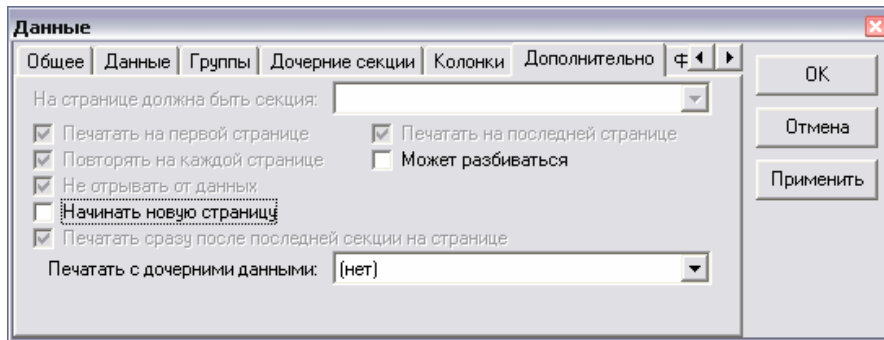 Данные
Общее Данные Группы Дочерние секции Колонки Дополнительно
OK
На странице должна быть секция:
Печатать на первой странице Печатать на последней странице
Отмена
Повторять на каждой странице Может разбиваться
Не отрывать от данных
Применить
Начинать новую страницу
Печатать сразу после последней секции на странице
Печатать с дочерними данными: (нет)